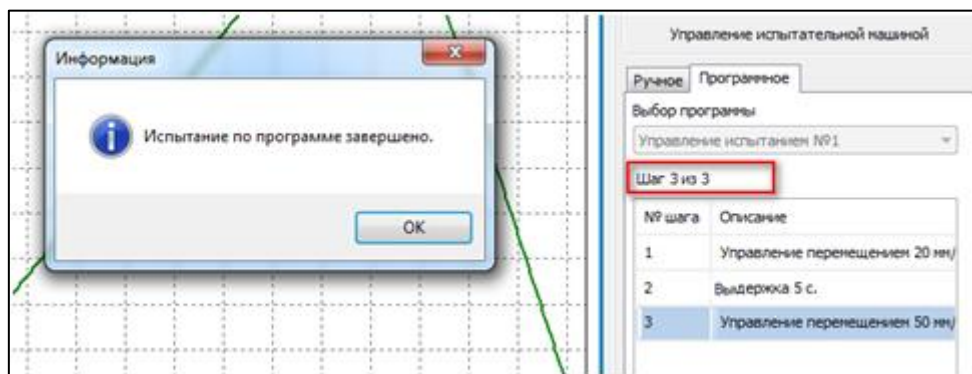 Информация
Испытание по программе завершено.
OK
Управление испытательной машиной
Ручное
Программное
Выбор программы
Управление испытанием №1
Шаг 3 из 3
№ шага Описание
1 Управление перемещением 20 мм/
2 Выдержка 5 с.
3 Управление перемещением 50 мм/